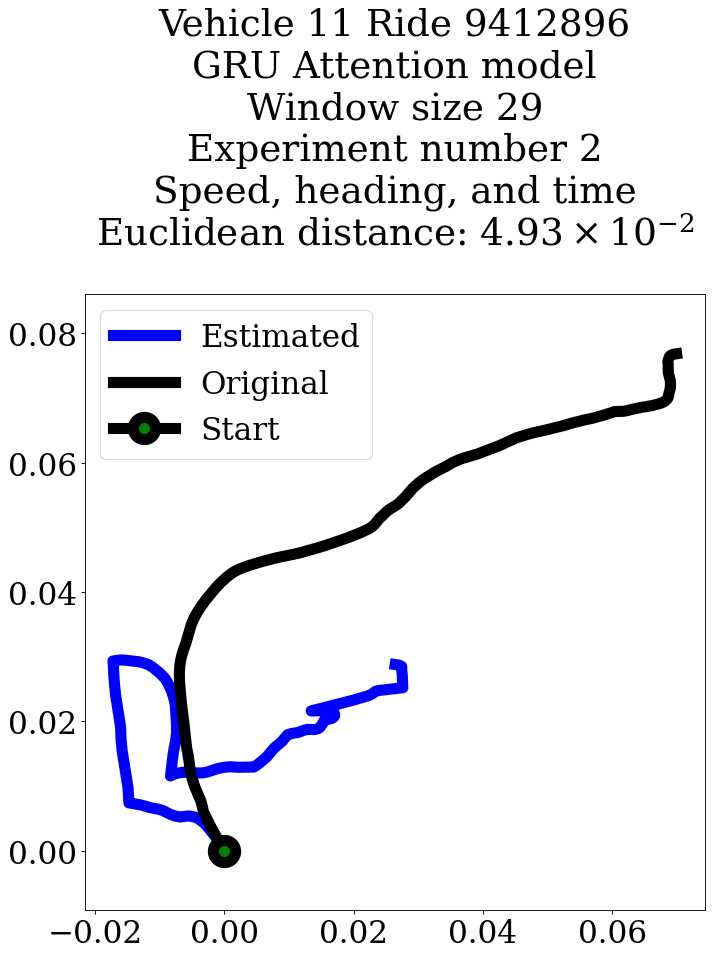 Vehicle 11 Ride 9412896
GRU Attention model
Window size 29
Experiment number 2
Speed, heading, and time
Euclidean distance: 4.93 × 10⁻²
Estimated
Original
Start
0.08
0.06
0.04
0.02
0.00
−0.02 0.00 0.02 0.04 0.06